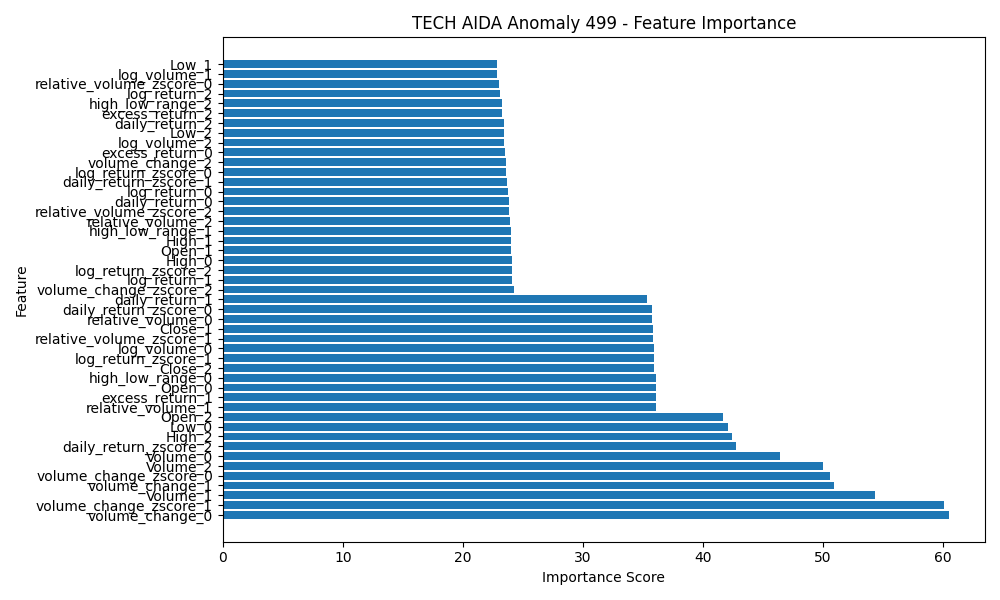 TECH AIDA Anomaly 499 - Feature Importance
Low_1
log_volume_1
relative_volume_zscore_0
log_return_2
high_low_range_2
excess_return_2
daily_return_2
Low_2
log_volume_2
excess_return_0
volume_change_2
log_return_zscore_0
daily_return_zscore_1
log_return_0
daily_return_0
relative_volume_zscore_2
relative_volume_2
high_low_range_1
High_1
Open_1
High_0
log_return_zscore_2
log_return_1
volume_change_zscore_2
daily_return_1
daily_return_zscore_0
relative_volume_0
Close_1
relative_volume_zscore_1
log_volume_0
log_return_zscore_1
Close_2
high_low_range_0
Open_0
excess_return_1
relative_volume_1
Open_2
Low_0
High_2
daily_return_zscore_2
Volume_0
Volume_2
volume_change_zscore_0
volume_change_1
Volume_1
volume_change_zscore_1
volume_change_0
Feature
0 10 20 30 40 50 60
Importance Score